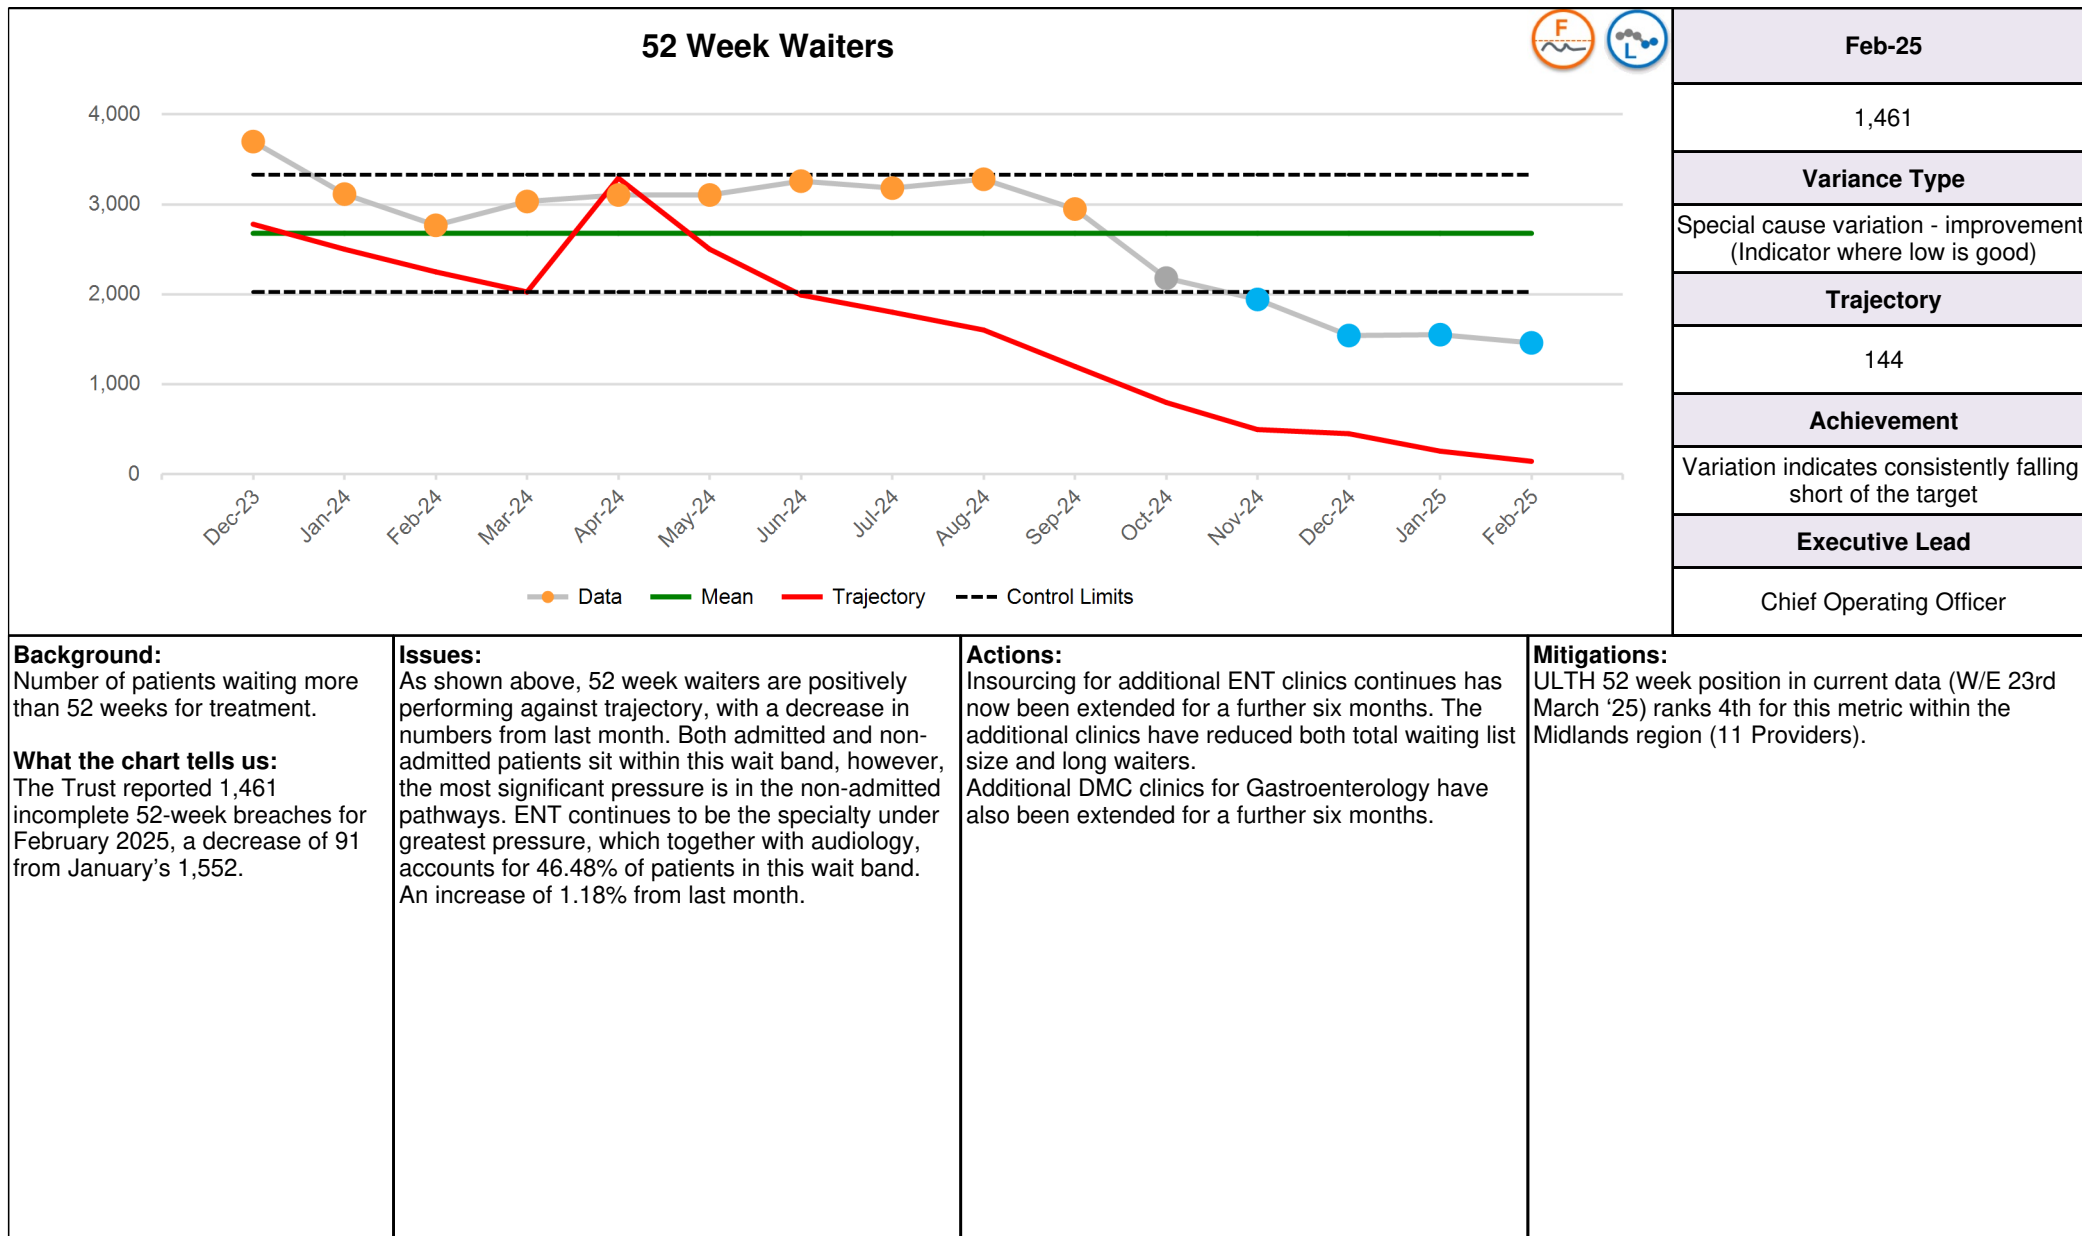 52 Week Waiters
F
L
4,000
3,000
2,000
1,000
0
Dec-23
Jan-24
Feb-24
Mar-24
Apr-24
May-24
Jun-24
Jul-24
Aug-24
Sep-24
Oct-24
Nov-24
Dec-24
Jan-25
Feb-25
Data
Mean
Trajectory
Control Limits
Feb-25
1,461
Variance Type
Special cause variation - improvement
(Indicator where low is good)
Trajectory
144
Achievement
Variation indicates consistently falling
short of the target
Executive Lead
Chief Operating Officer
Background:
Number of patients waiting more
than 52 weeks for treatment.
What the chart tells us:
The Trust reported 1,461
incomplete 52-week breaches for
February 2025, a decrease of 91
from January’s 1,552.
Issues:
As shown above, 52 week waiters are positively
performing against trajectory, with a decrease in
numbers from last month. Both admitted and non-
admitted patients sit within this wait band, however,
the most significant pressure is in the non-admitted
pathways. ENT continues to be the specialty under
greatest pressure, which together with audiology,
accounts for 46.48% of patients in this wait band.
An increase of 1.18% from last month.
Actions:
Insourcing for additional ENT clinics continues has
now been extended for a further six months. The
additional clinics have reduced both total waiting list
size and long waiters.
Additional DMC clinics for Gastroenterology have
also been extended for a further six months.
Mitigations:
ULTH 52 week position in current data (W/E 23rd
March ‘25) ranks 4th for this metric within the
Midlands region (11 Providers).